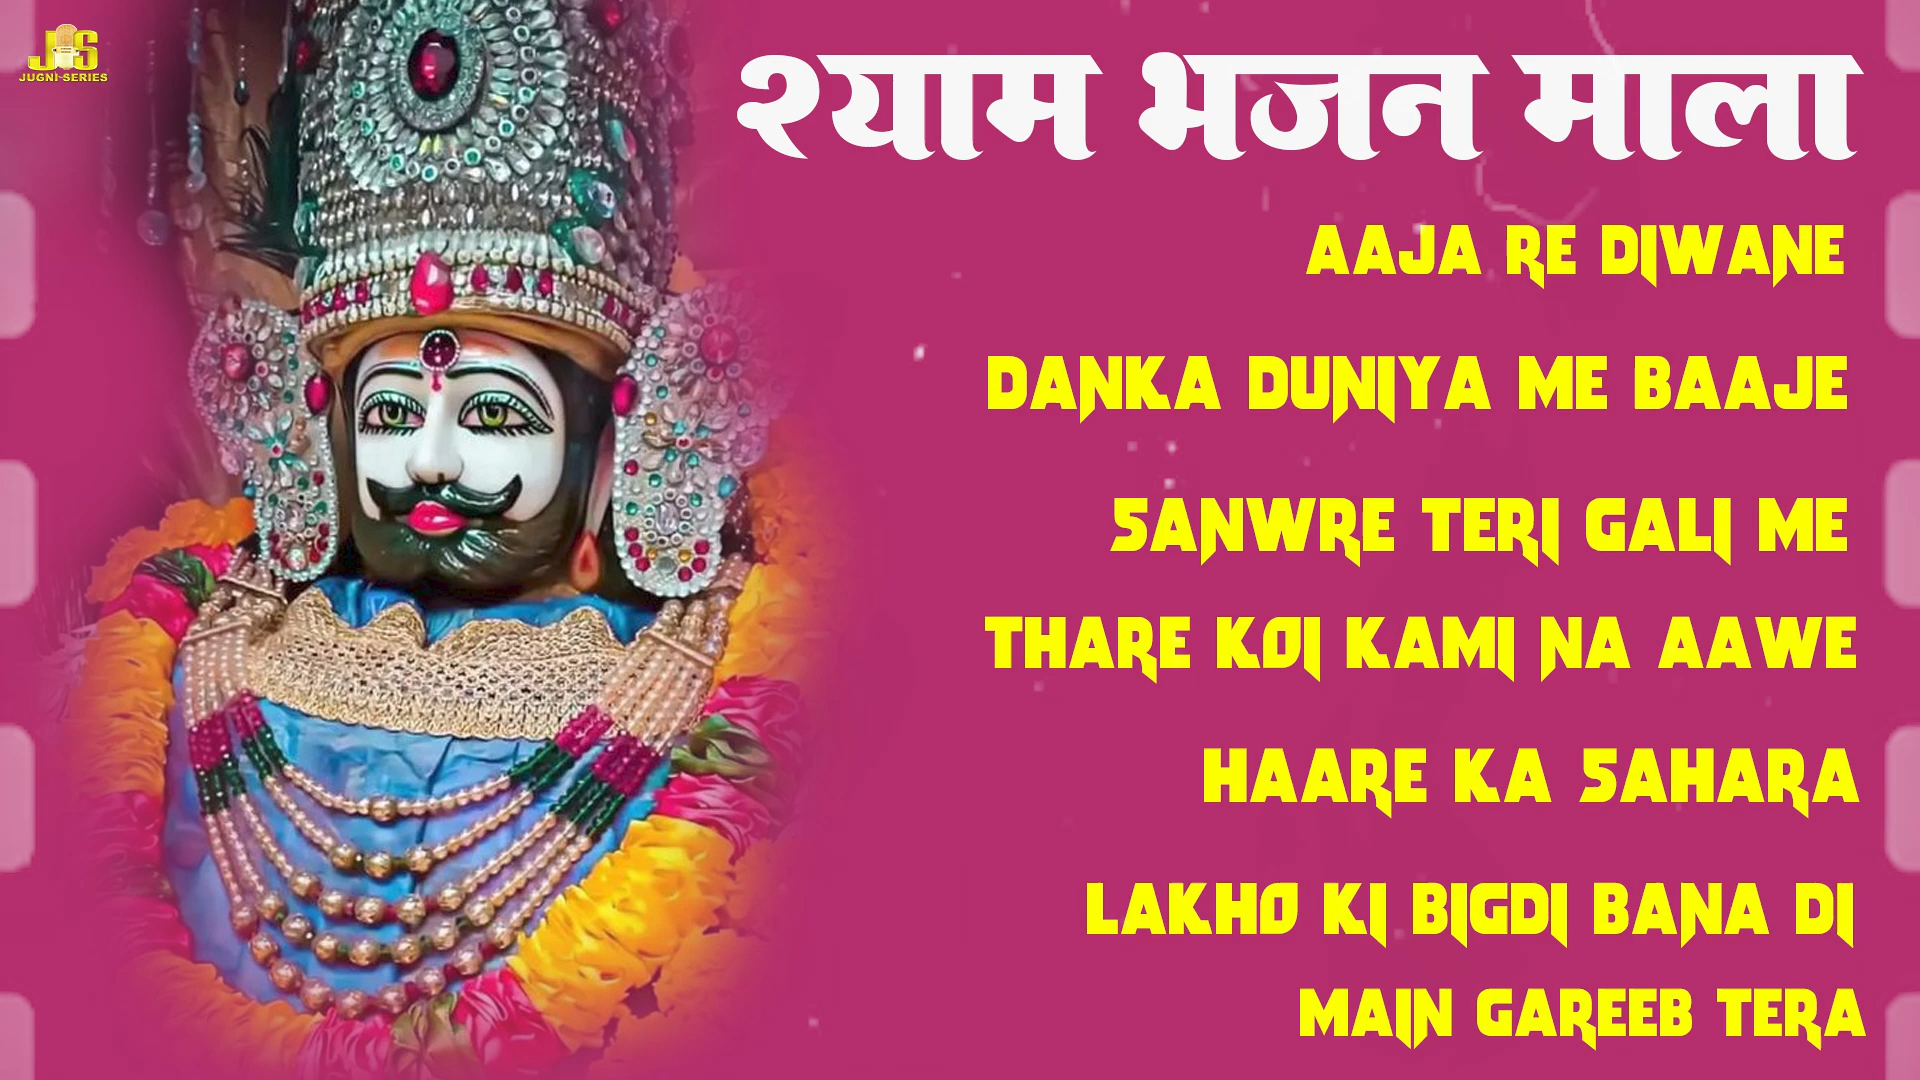 JS
JUGNI-SERIES
श्याम भजन माला
AAJA RE DIWANE
DANKA DUNIYA ME BAAJE
SANWRE TERI GALI ME
THARE KOI KAMI NA AAWE
HAARE KA SAHARA
LAKHO KI BIGDI BANA DI
MAIN GAREEB TERA